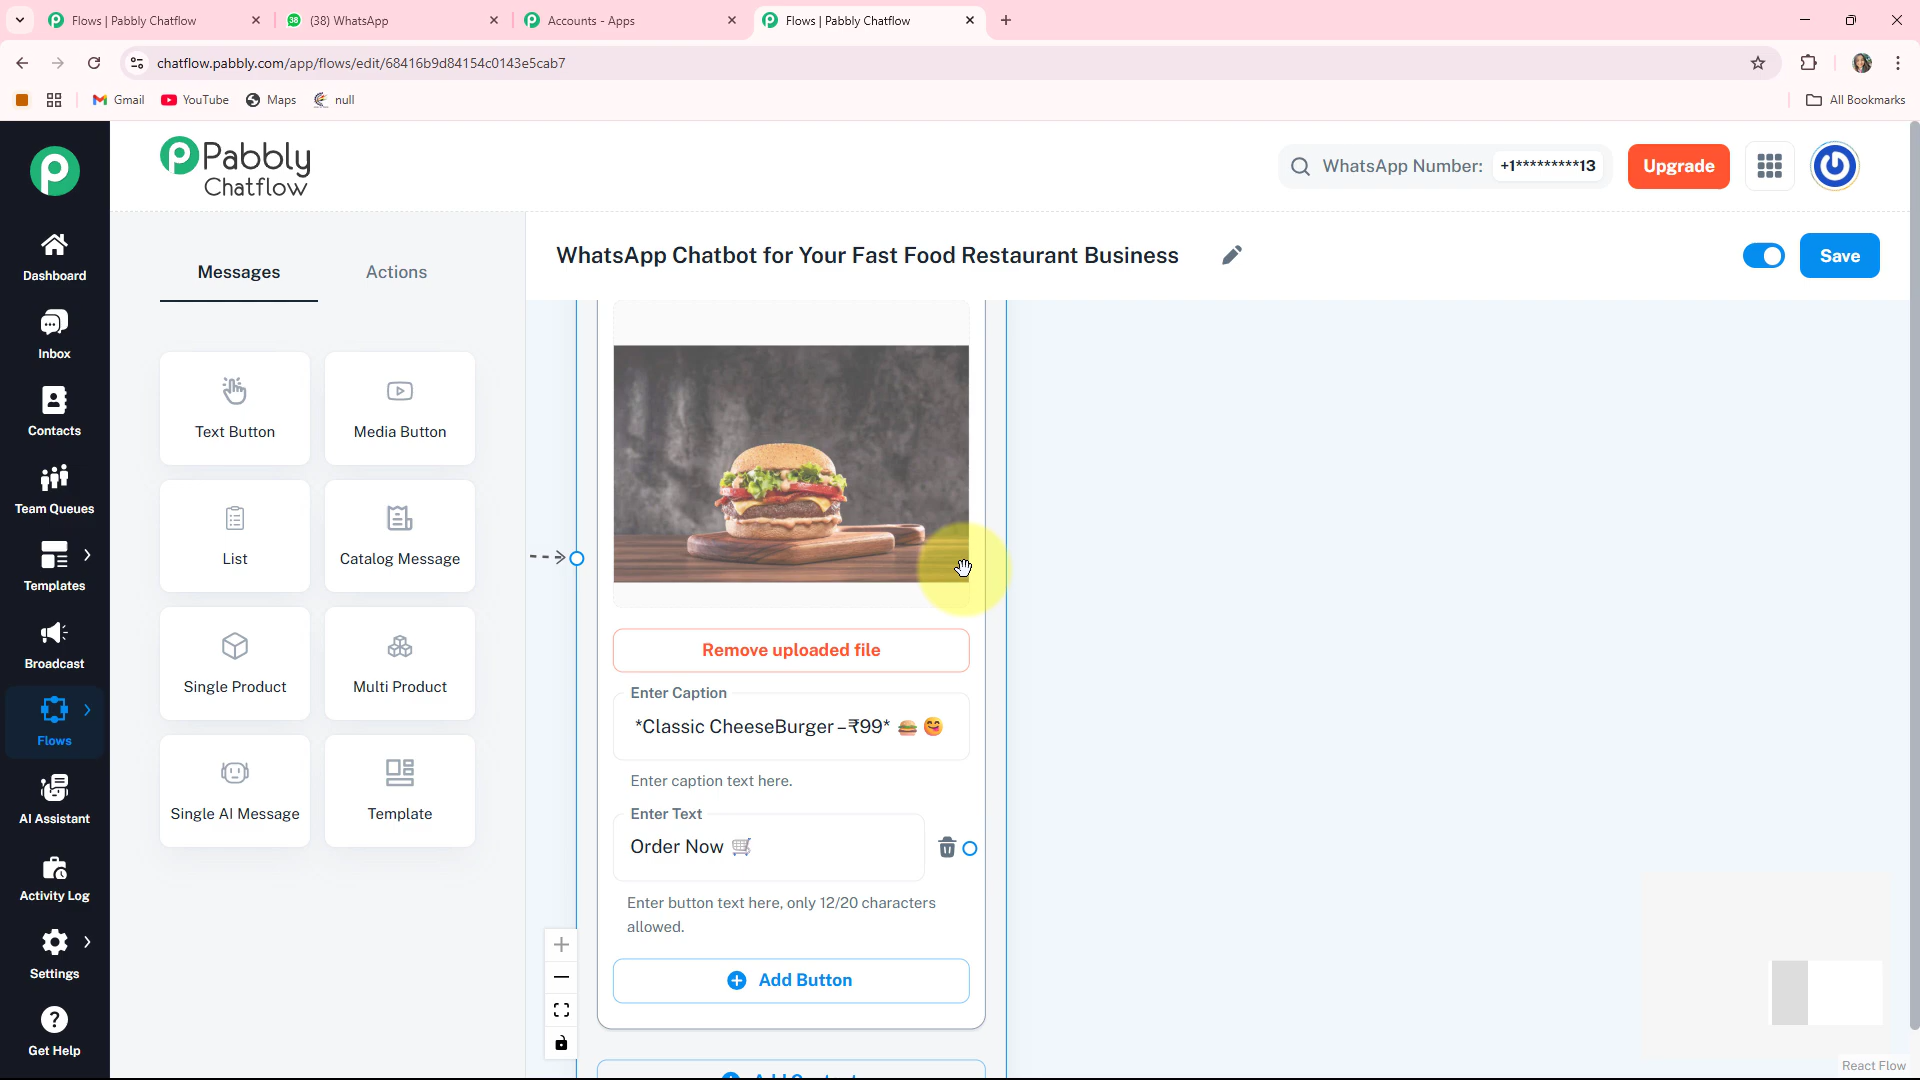 Flows | Pabbly Chatflow
(38) WhatsApp
Accounts - Apps
Flows | Pabbly Chatflow
chatflow.pabbly.com/app/flows/edit/68416b9d84154c0143e5cab7
Gmail
YouTube
Maps
null
All Bookmarks
Pabbly
Chatflow
WhatsApp Number: +1*********13
Upgrade
Dashboard
Inbox
Contacts
Team Queues
Templates
Broadcast
Flows
AI Assistant
Activity Log
Settings
Get Help
Messages
Actions
Text Button
Media Button
List
Catalog Message
Single Product
Multi Product
Single AI Message
Template
WhatsApp Chatbot for Your Fast Food Restaurant Business
Save
Remove uploaded file
Enter Caption
*Classic CheeseBurger – ₹99* 🍔 😋
Enter caption text here.
Enter Text
Order Now 🛒
Enter button text here, only 12/20 characters
allowed.
Add Button
React Flow